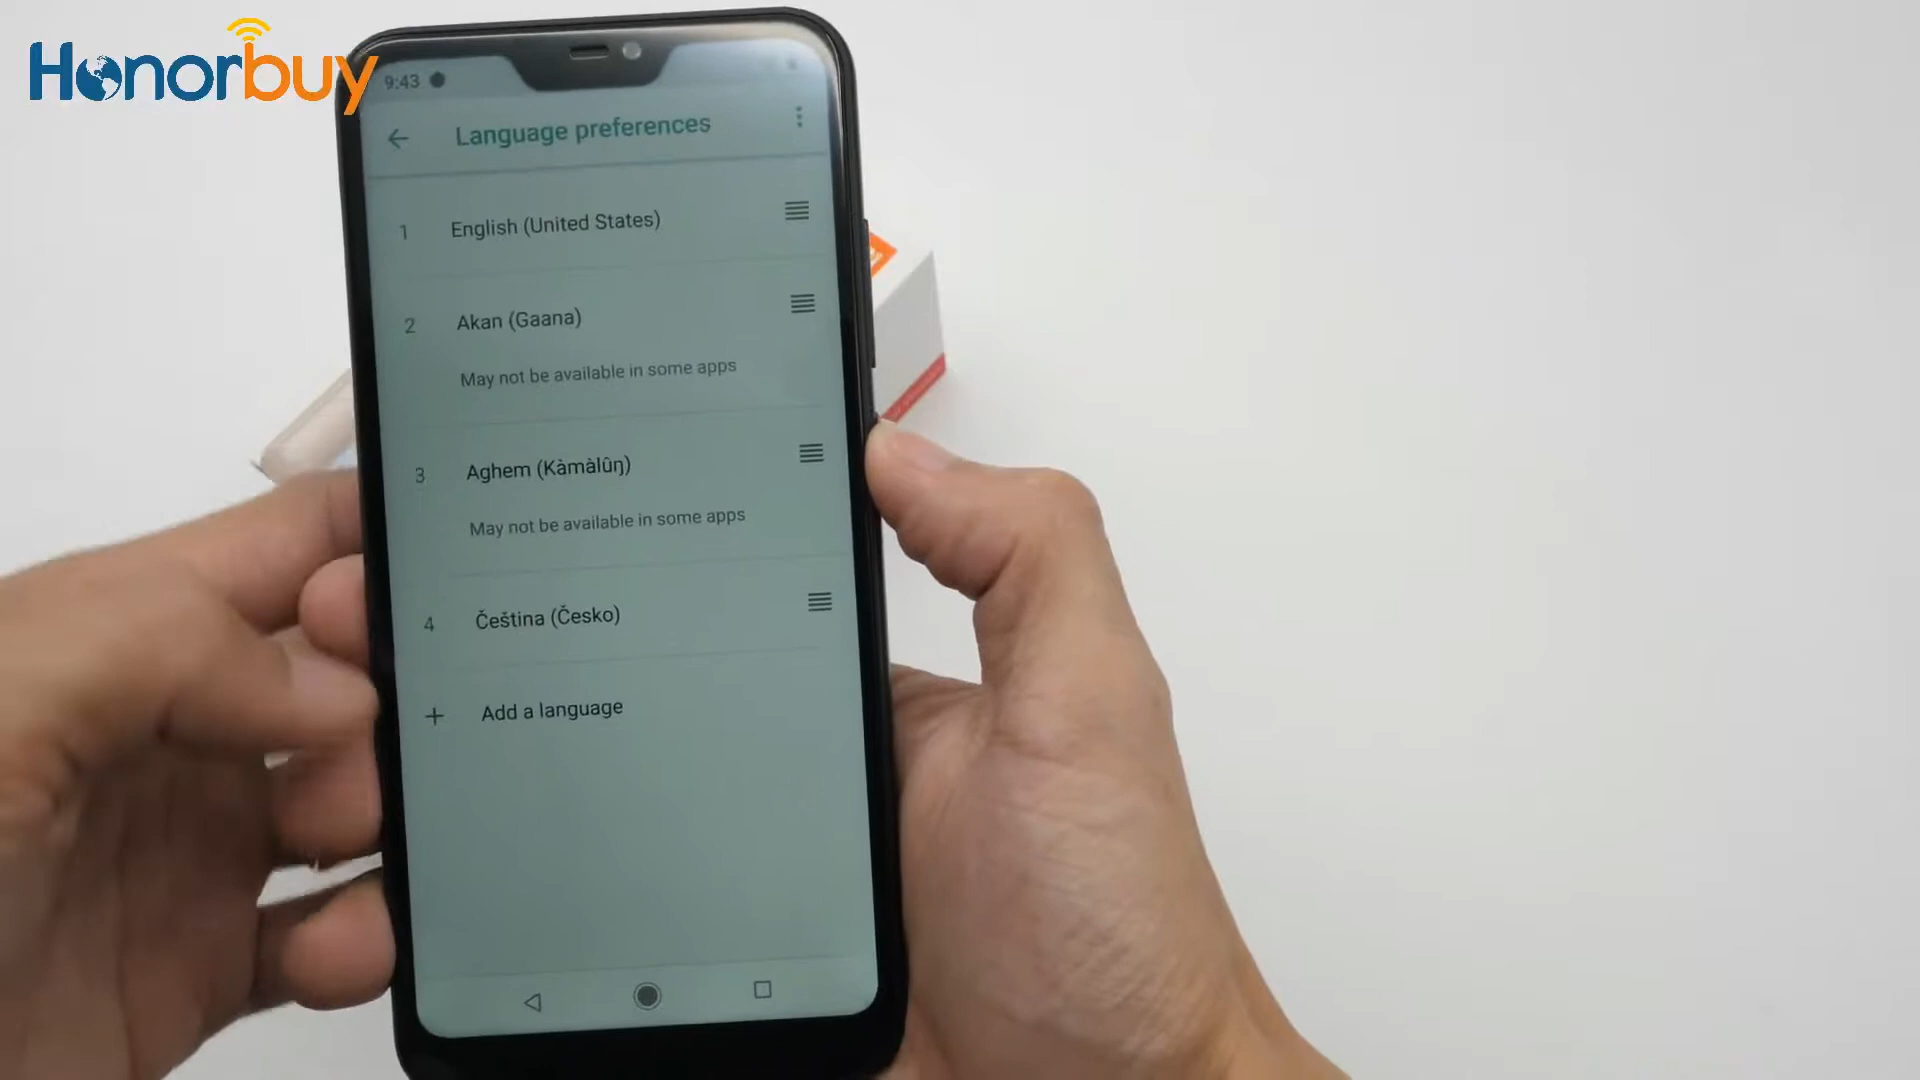 Honorbuy
9:43
Language preferences
1 English (United States)
2 Akan (Gaana)
May not be available in some apps
3 Aghem (Kàmàlûŋ)
May not be available in some apps
4 Čeština (Česko)
+ Add a language